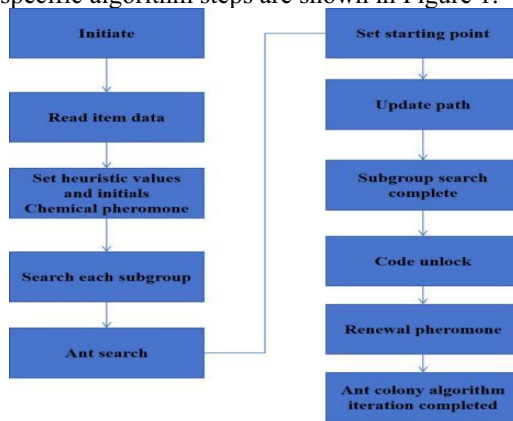 specific algorithm steps are shown in Figure 1.
Initiate
Read item data
Set heuristic values
and initials
Chemical pheromone
Search each subgroup
Ant search
Set starting point
Update path
Subgroup search
complete
Code unlock
Renewal pheromone
Ant colony algorithm
iteration completed